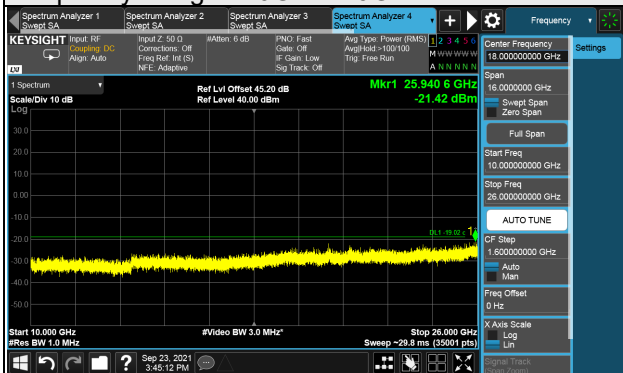 Spectrum Analyzer 1
Swept SA
Spectrum Analyzer 2
Swept SA
Spectrum Analyzer 3
Swept SA
Spectrum Analyzer 4
Swept SA
+
Frequency
KEYSIGHT
Input: RF
Coupling: DC
Align: Auto
Input Z: 50 Ω
Corrections: Off
Freq Ref: Int (S)
NFE: Adaptive
#Atten: 6 dB
PNO: Fast
Gate: Off
IF Gain: Low
Sig Track: Off
Avg Type: Power (RMS)
Avg|Hold:>100/100
Trig: Free Run
1 2 3 4 5 6
M W W W W W
A N N N N N
LXI
1 Spectrum
Scale/Div 10 dB
Log
Ref Lvl Offset 45.20 dB
Ref Level 40.00 dBm
Mkr1 25.940 6 GHz
-21.42 dBm
30.0
20.0
10.0
0.00
-10.0
-20.0
-30.0
-40.0
-50.0
DL1 -19.02
1
Start 10.000 GHz
#Res BW 1.0 MHz
#Video BW 3.0 MHz*
Stop 26.000 GHz
Sweep ~29.8 ms (35001 pts)
Center Frequency
18.000000000 GHz
Settings
Span
16.0000000 GHz
Swept Span
Zero Span
Full Span
Start Freq
10.000000000 GHz
Stop Freq
26.000000000 GHz
AUTO TUNE
CF Step
1.600000000 GHz
Auto
Man
Freq Offset
0 Hz
X Axis Scale
Log
Lin
Signal Track
(Span Zoom)
?
Sep 23, 2021
3:45:12 PM